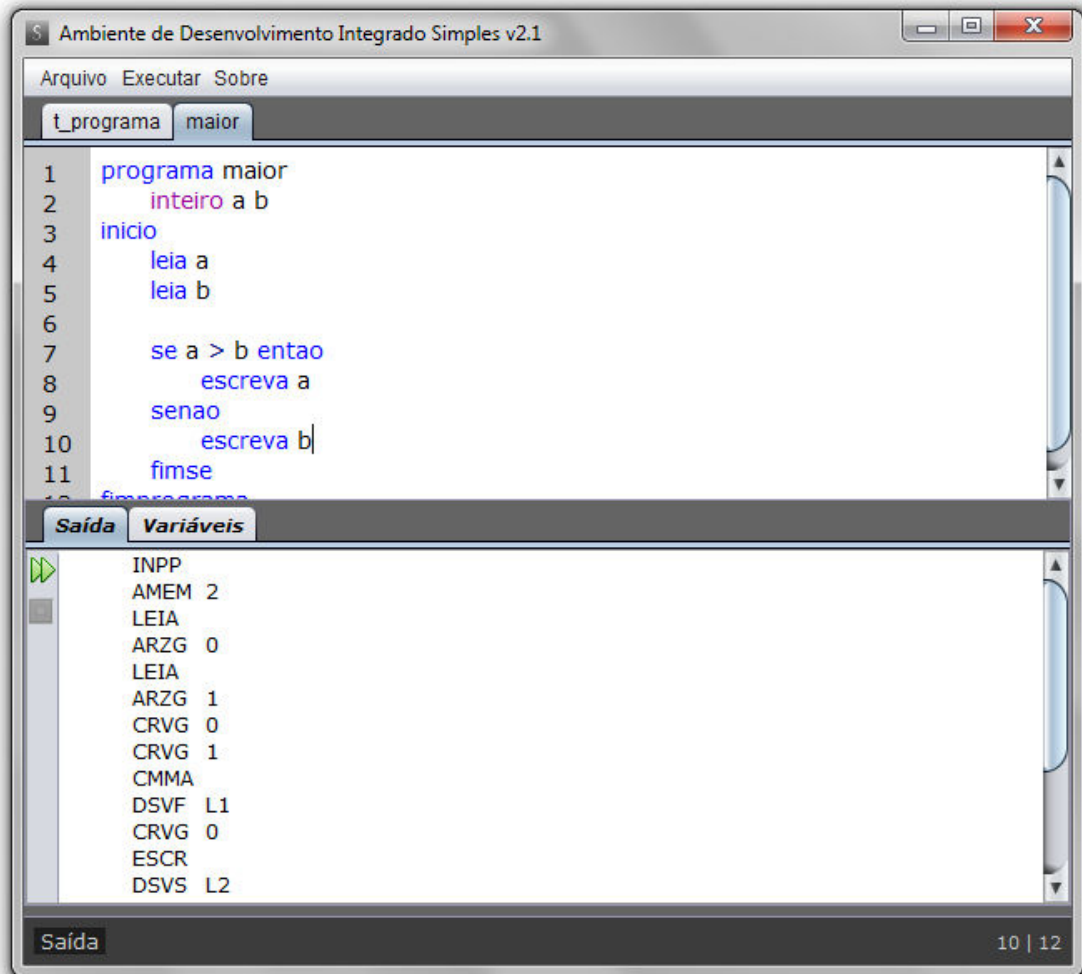 S Ambiente de Desenvolvimento Integrado Simples v2.1
Arquivo Executar Sobre
t_programa maior
1 programa maior
2 inteiro a b
3 inicio
4 leia a
5 leia b
6
7 se a > b entao
8 escreva a
9 senao
10 escreva b
11 fimse
12 fimprograma
Saída Variáveis
INPP
AMEM 2
LEIA
ARZG 0
LEIA
ARZG 1
CRVG 0
CRVG 1
CMMA
DSVF L1
CRVG 0
ESCR
DSVS L2
Saída 10 | 12